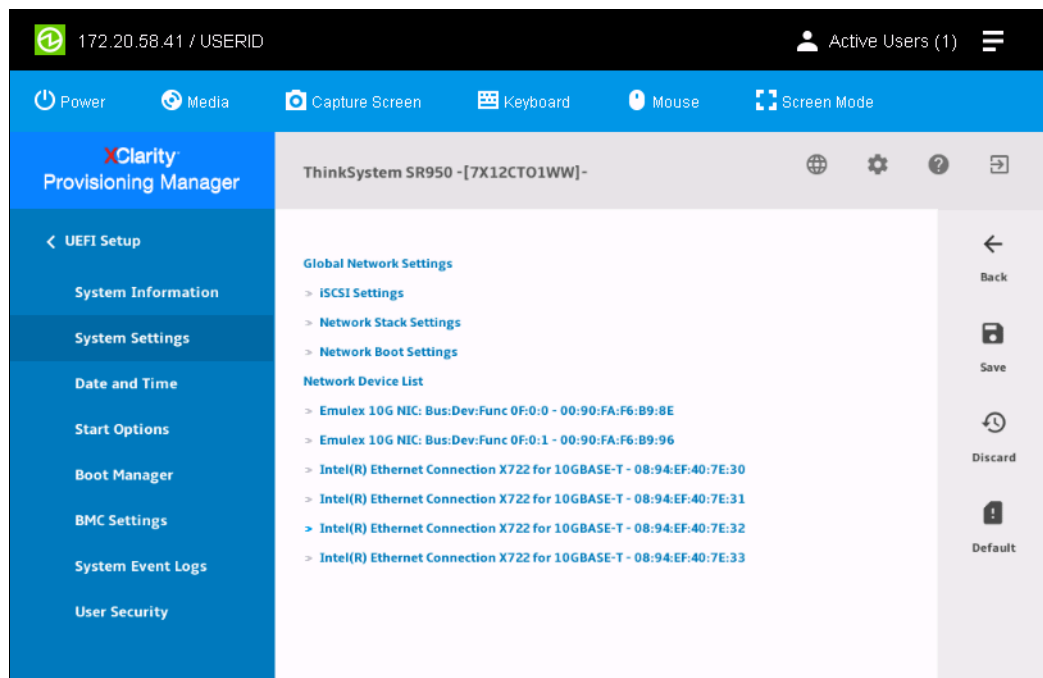 172.20.58.41 / USERID
Active Users (1)
Power
Media
Capture Screen
Keyboard
Mouse
Screen Mode
XClarity
Provisioning Manager
ThinkSystem SR950 -[7X12CTO1WW]-
UEFI Setup
System Information
System Settings
Date and Time
Start Options
Boot Manager
BMC Settings
System Event Logs
User Security
Global Network Settings
> iSCSI Settings
> Network Stack Settings
> Network Boot Settings
Network Device List
> Emulex 10G NIC: Bus:Dev:Func 0F:0:0 - 00:90:FA:F6:B9:8E
> Emulex 10G NIC: Bus:Dev:Func 0F:0:1 - 00:90:FA:F6:B9:96
> Intel(R) Ethernet Connection X722 for 10GBASE-T - 08:94:EF:40:7E:30
> Intel(R) Ethernet Connection X722 for 10GBASE-T - 08:94:EF:40:7E:31
> Intel(R) Ethernet Connection X722 for 10GBASE-T - 08:94:EF:40:7E:32
> Intel(R) Ethernet Connection X722 for 10GBASE-T - 08:94:EF:40:7E:33
Back
Save
Discard
Default